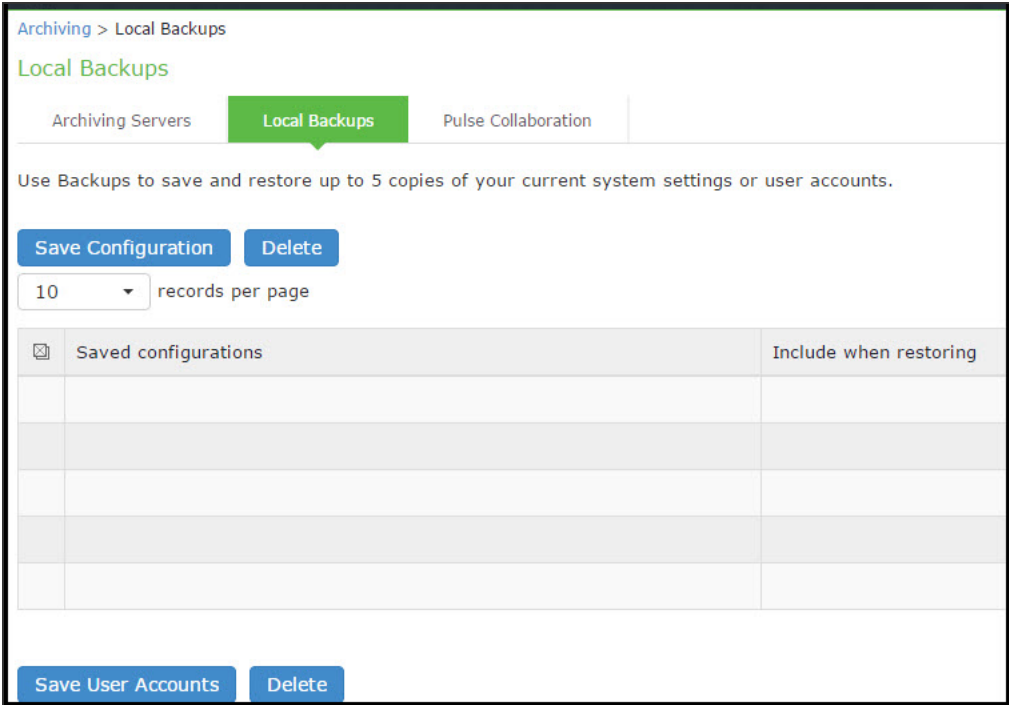 Archiving > Local Backups
Local Backups
Archiving Servers Local Backups Pulse Collaboration
Use Backups to save and restore up to 5 copies of your current system settings or user accounts.
Save Configuration Delete
10 records per page
Saved configurations Include when restoring
Save User Accounts Delete